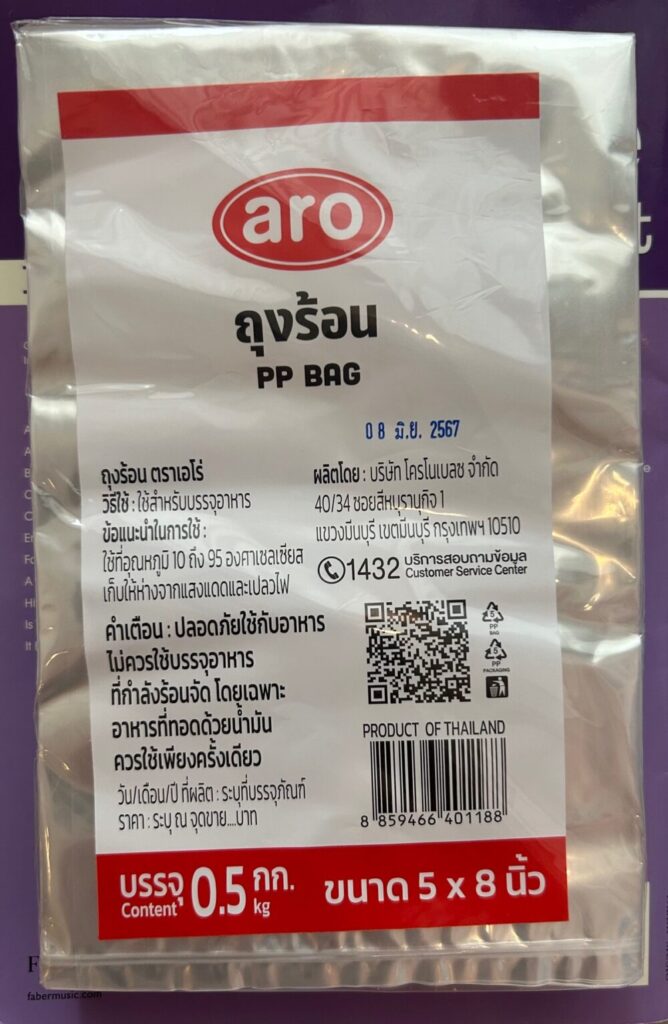 aro
ถุงร้อน
PP BAG
08 มิ.ย. 2567
ถุงร้อน ตราเอโร่
วิธีใช้ : ใช้สำหรับบรรจุอาหาร
ข้อแนะนำในการใช้ :
ใช้ที่อุณหภูมิ 10 ถึง 95 องศาเซลเซียส
เก็บให้ห่างจากแสงแดดและเปลวไฟ
คำเตือน : ปลอดภัยใช้กับอาหาร
ไม่ควรใช้บรรจุอาหาร
ที่กำลังร้อนจัด โดยเฉพาะ
อาหารที่ทอดด้วยน้ำมัน
ควรใช้เพียงครั้งเดียว
วัน/เดือน/ปี ที่ผลิต : ระบุที่บรรจุภัณฑ์
ราคา : ระบุ ณ จุดขาย....บาท
ผลิตโดย : บริษัท โครโนเบลซ จำกัด
40/34 ซอยสีหบุรานุกิจ 1
แขวงมีนบุรี เขตมีนบุรี กรุงเทพฯ 10510
1432 บริการสอบถามข้อมูล
Customer Service Center
5
PP
BAG
5
PP
PACKAGING
PRODUCT OF THAILAND
8 859466 401188
บรรจุ 0.5 กก.
Content kg
ขนาด 5 x 8 นิ้ว
fabermusic.com